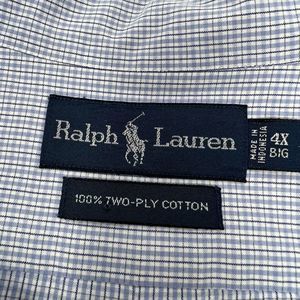 Ralph Lauren
MADE IN
INDONESIA
4X
BIG
100% TWO-PLY COTTON